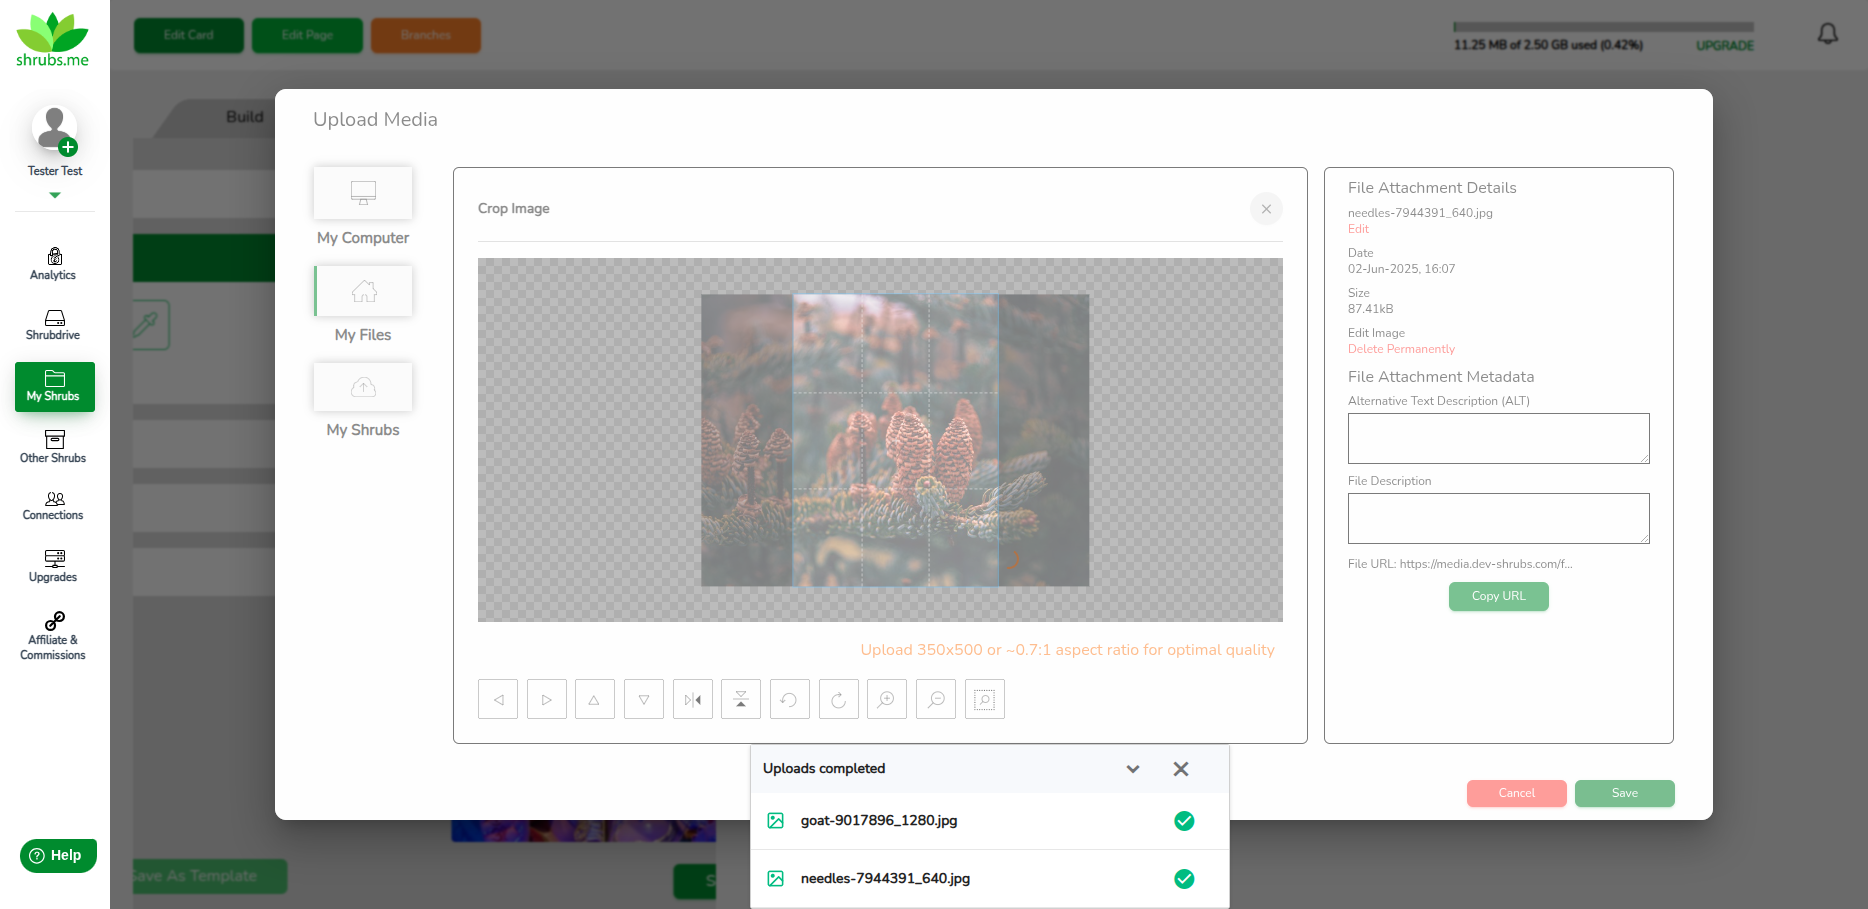 shrubs.me
Tester Test
Analytics
Shrubdrive
My Shrubs
Other Shrubs
Connections
Upgrades
Affiliate &
Commissions
Help
Edit Card
Edit Page
Branches
11.25 MB of 2.50 GB used (0.42%)
UPGRADE
Build
Upload Media
My Computer
My Files
My Shrubs
Crop Image
Upload 350x500 or ~0.7:1 aspect ratio for optimal quality
File Attachment Details
needles-7944391_640.jpg
Edit
Date
02-Jun-2025, 16:07
Size
87.41kB
Edit Image
Delete Permanently
File Attachment Metadata
Alternative Text Description (ALT)
File Description
File URL: https://media.dev-shrubs.com/f...
Copy URL
Cancel
Save
Uploads completed
goat-9017896_1280.jpg
needles-7944391_640.jpg
Save As Template
S